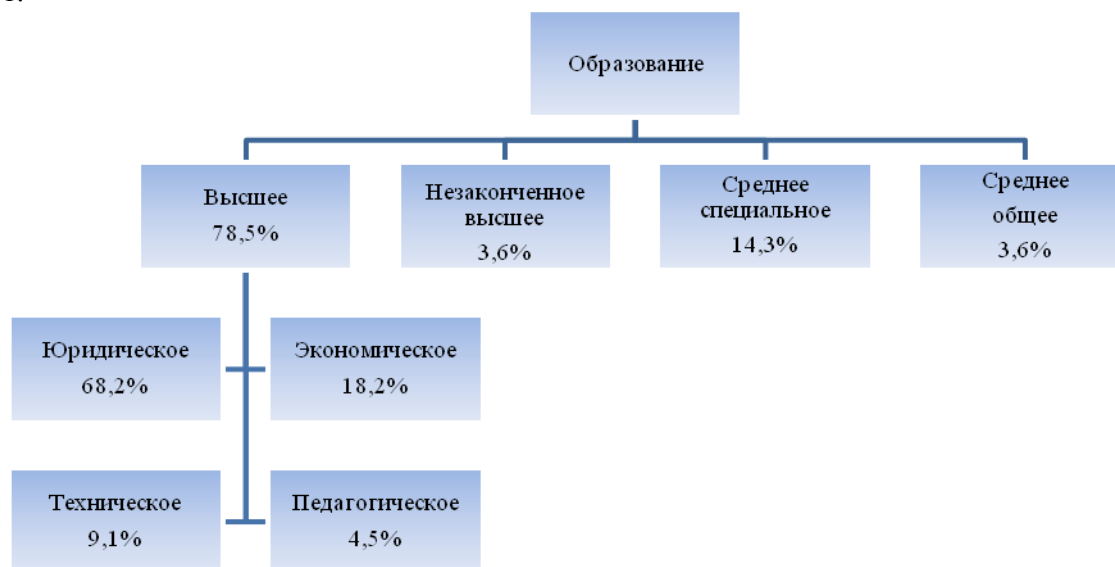 Образование
Высшее
78,5%
Незаконченное
высшее
3,6%
Среднее
специальное
14,3%
Среднее
общее
3,6%
Юридическое
68,2%
Экономическое
18,2%
Техническое
9,1%
Педагогическое
4,5%